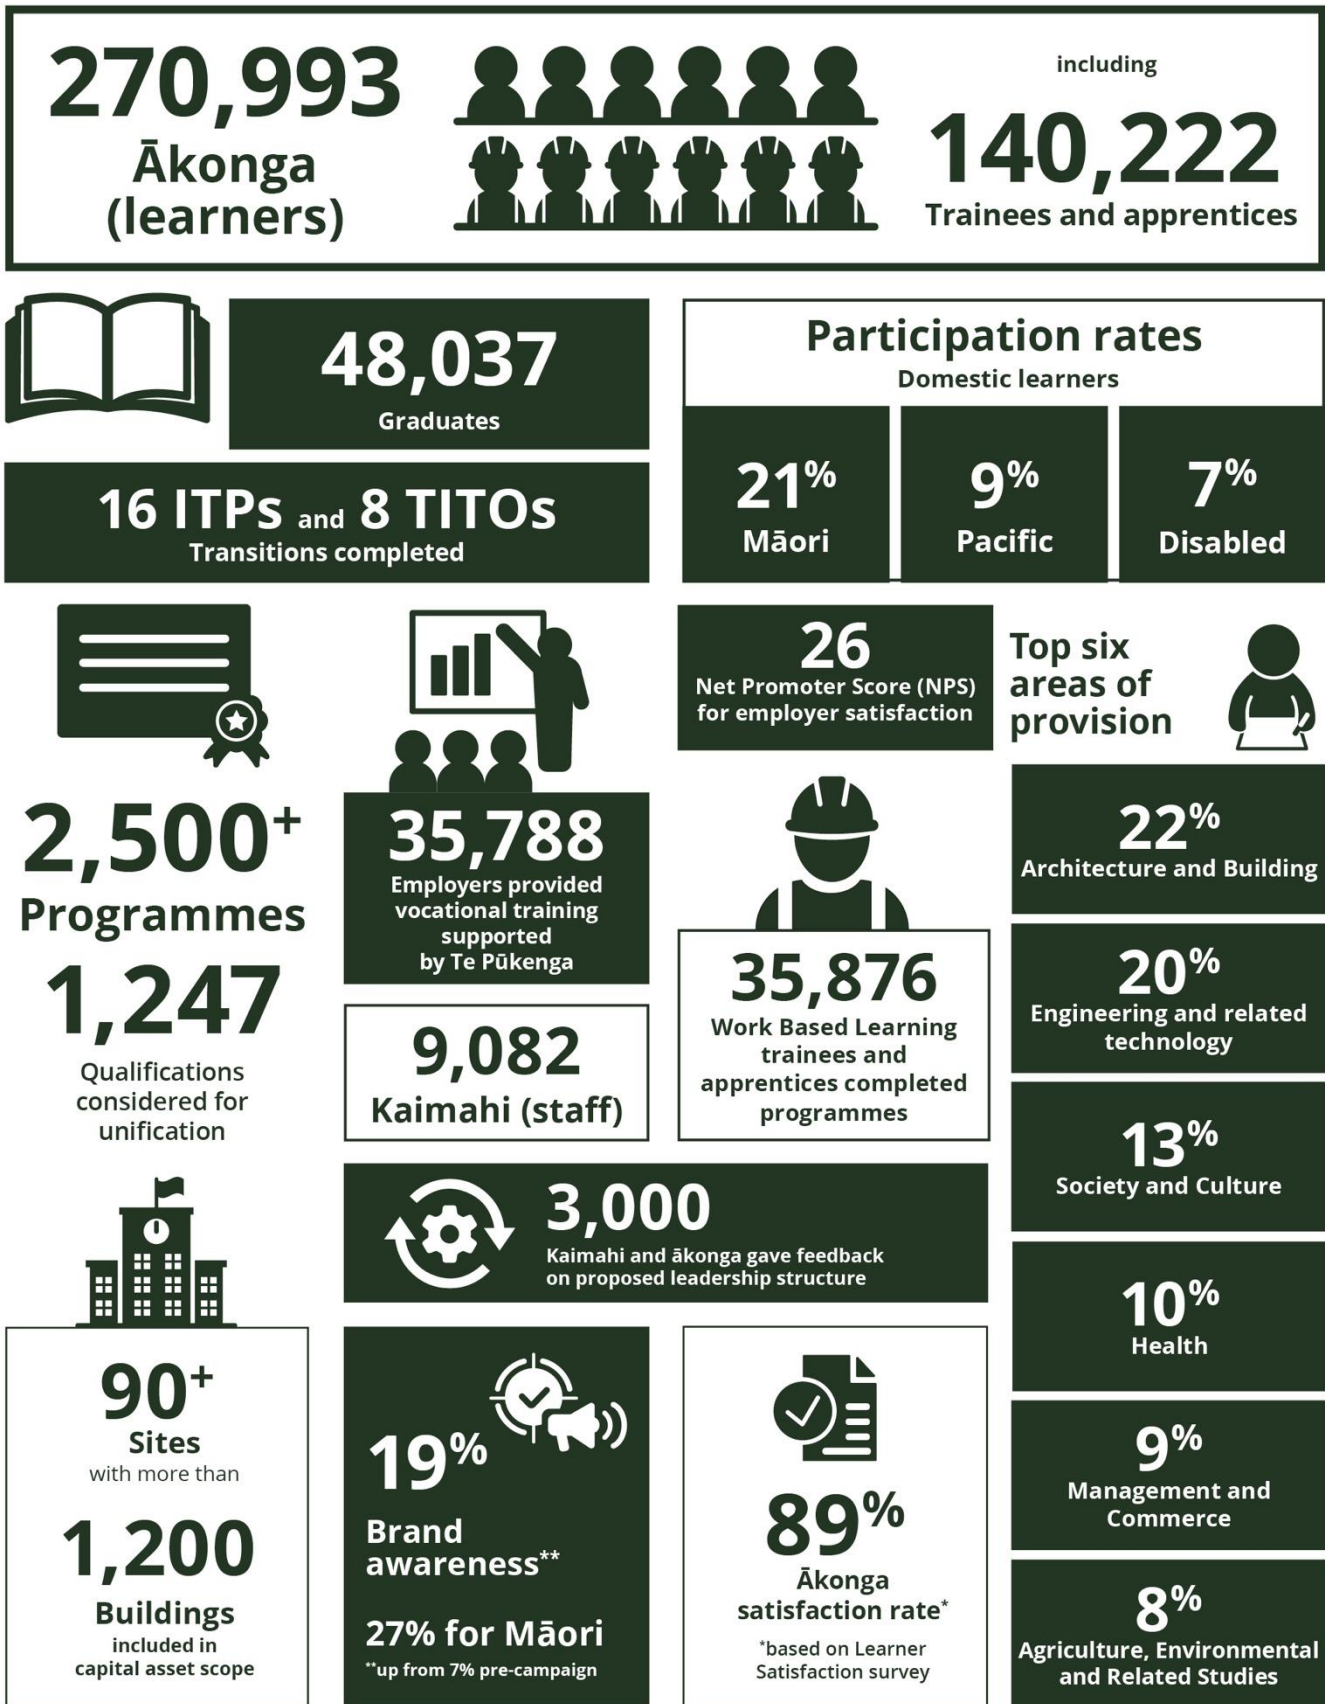 270,993
Ākonga
(learners)
including
140,222
Trainees and apprentices
48,037
Graduates
16 ITPs and 8 TITOs
Transitions completed
Participation rates
Domestic learners
21%
Māori
9%
Pacific
7%
Disabled
2,500+
Programmes
1,247
Qualifications
considered for
unification
35,788
Employers provided
vocational training
supported
by Te Pūkenga
9,082
Kaimahi (staff)
26
Net Promoter Score (NPS)
for employer satisfaction
35,876
Work Based Learning
trainees and
apprentices completed
programmes
3,000
Kaimahi and ākonga gave feedback
on proposed leadership structure
90+
Sites
with more than
1,200
Buildings
included in
capital asset scope
19%
Brand
awareness**
27% for Māori
**up from 7% pre-campaign
89%
Ākonga
satisfaction rate*
*based on Learner
Satisfaction survey
Top six
areas of
provision
22%
Architecture and Building
20%
Engineering and related
technology
13%
Society and Culture
10%
Health
9%
Management and
Commerce
8%
Agriculture, Environmental
and Related Studies